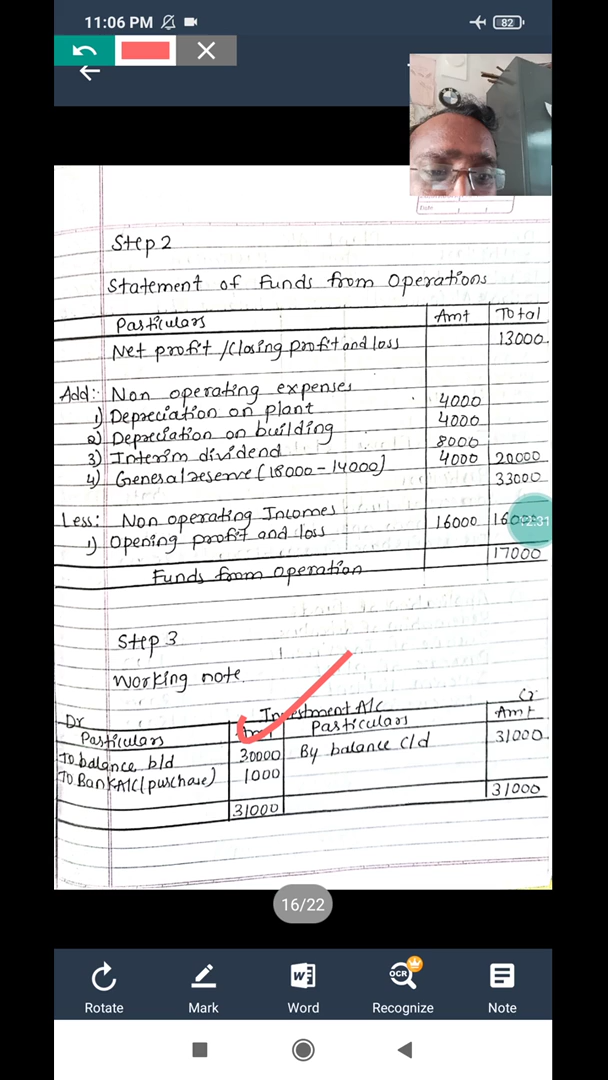 11:06 PM
82
Step 2
Statement of Funds from Operations
Particulars Amt Total
Net profit / Closing profit and loss 13000
Add: Non operating expenses
1) Depreciation on plant 4000
2) Depreciation on building 4000
3) Interim dividend 8000
4) General reserve (18000 - 14000) 4000 20000
33000
Less: Non operating Incomes
1) Opening profit and loss 16000
17000
Funds from operation
Step 3
Working note
Dr Investment A/c Cr
Particulars Amt Particulars Amt
To balance b/d 30000 By balance c/d 31000
To Bank A/c (purchase) 1000
31000 31000
16/22
Rotate Mark Word Recognize Note
W
OCR